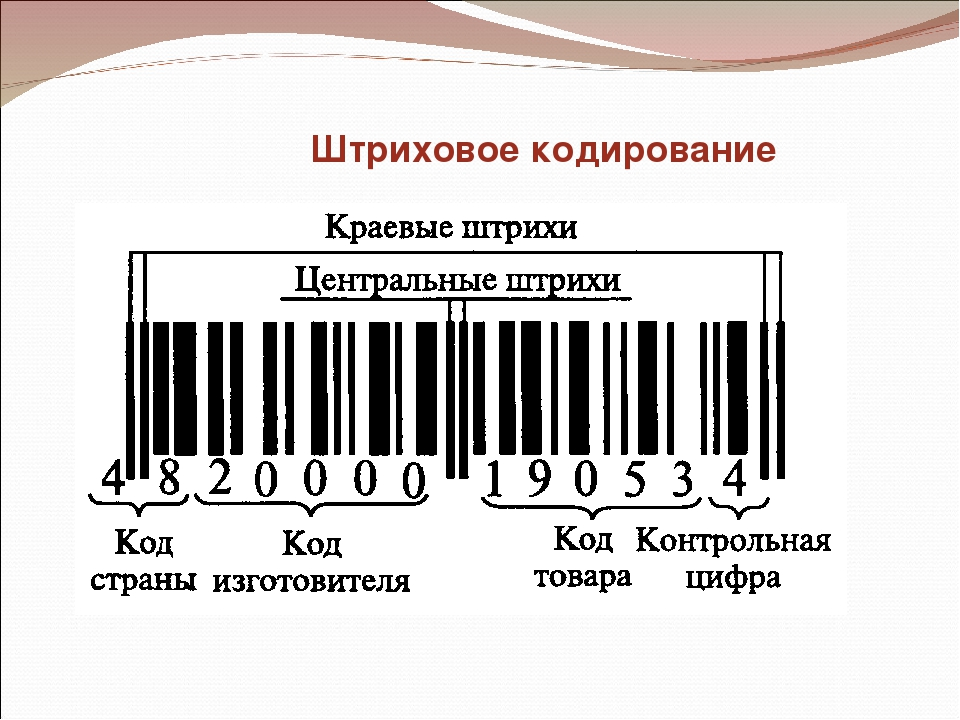 Штриховое кодирование
Краевые штрихи
Центральные штрихи
4 8 2 0 0 0 0 1 9 0 5 3 4
Код страны
Код изготовителя
Код товара
Контрольная цифра